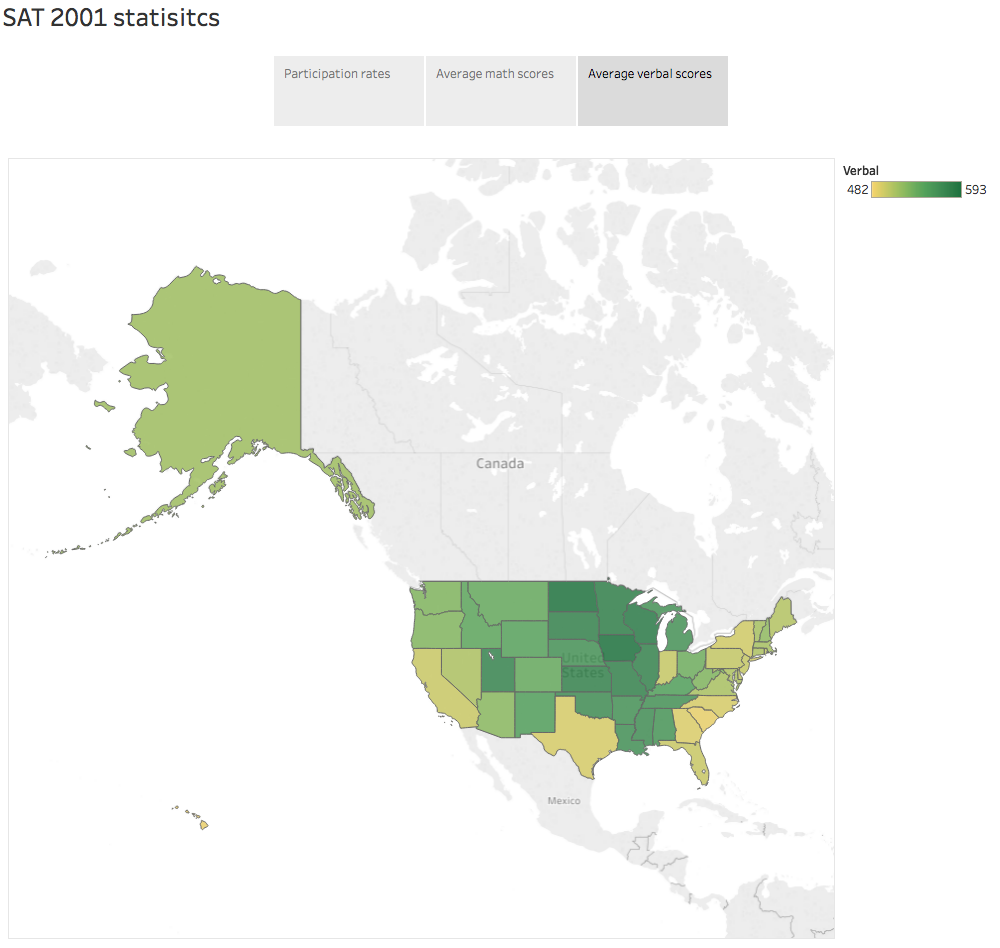 SAT 2001 statisitcs
Participation rates
Average math scores
Average verbal scores
Verbal
482
593
Canada
United
States
Mexico